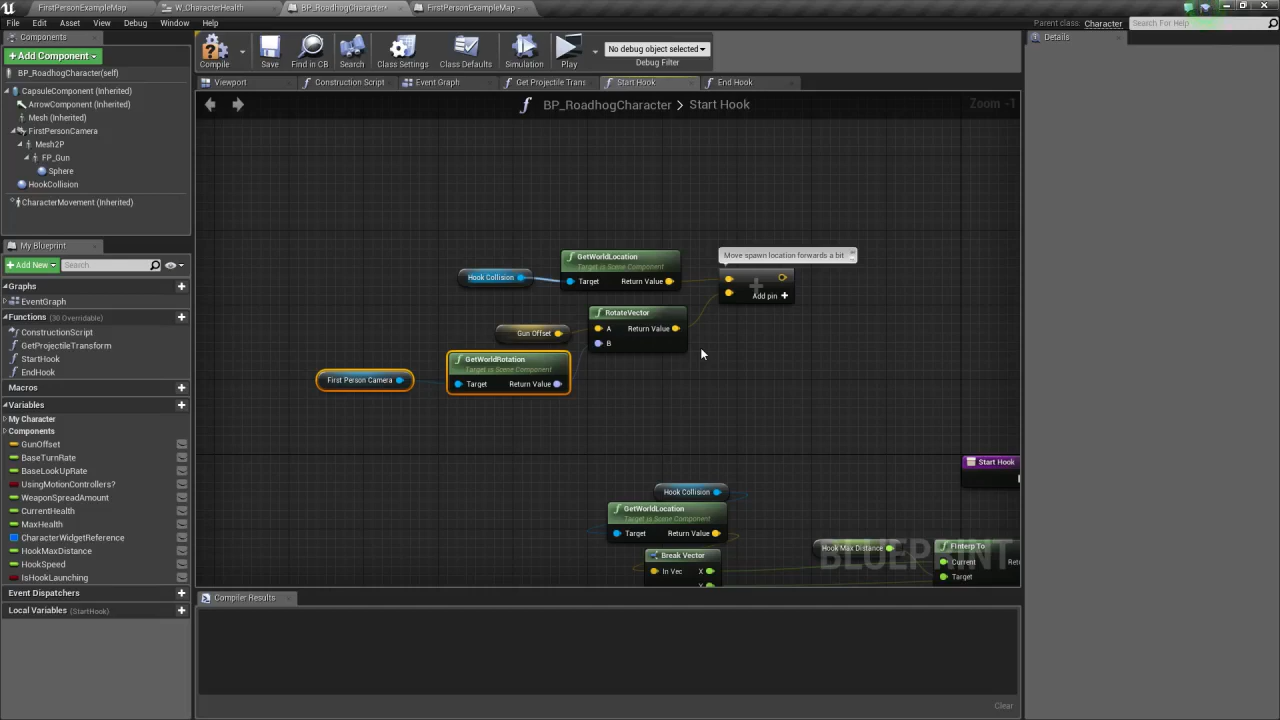 FirstPersonExampleMap
W_CharacterHealth
BP_RoadhogCharacter*
FirstPersonExampleMap -
File
Edit
Asset
View
Debug
Window
Help
Parent class: Character
Search For Help
Components
+ Add Component
BP_RoadhogCharacter(self)
CapsuleComponent (Inherited)
ArrowComponent (Inherited)
Mesh (Inherited)
FirstPersonCamera
Mesh2P
FP_Gun
Sphere
HookCollision
CharacterMovement (Inherited)
My Blueprint
+ Add New
Search
Graphs
EventGraph
Functions (30 Overridable)
ConstructionScript
GetProjectileTransform
StartHook
EndHook
Macros
Variables
My Character
Components
GunOffset
BaseTurnRate
BaseLookUpRate
UsingMotionControllers?
WeaponSpreadAmount
CurrentHealth
MaxHealth
CharacterWidgetReference
HookMaxDistance
HookSpeed
IsHookLaunching
Event Dispatchers
Local Variables (StartHook)
Compile
Save
Find in CB
Search
Class Settings
Class Defaults
Simulation
Play
No debug object selected
Debug Filter
Viewport
Construction Script
Event Graph
Get Projectile Trans
Start Hook
End Hook
BP_RoadhogCharacter > Start Hook
Zoom -1
Hook Collision
GetWorldLocation
Target is Scene Component
Target
Return Value
Move spawn location forwards a bit
Add pin +
Gun Offset
RotateVector
A
Return Value
B
First Person Camera
GetWorldRotation
Target is Scene Component
Target
Return Value
Start Hook
Hook Collision
GetWorldLocation
Target is Scene Component
Target
Return Value
Break Vector
In Vec
X
Hook Max Distance
FInterp To
Current
Target
BLUEPRINT
Compiler Results
Clear
Details